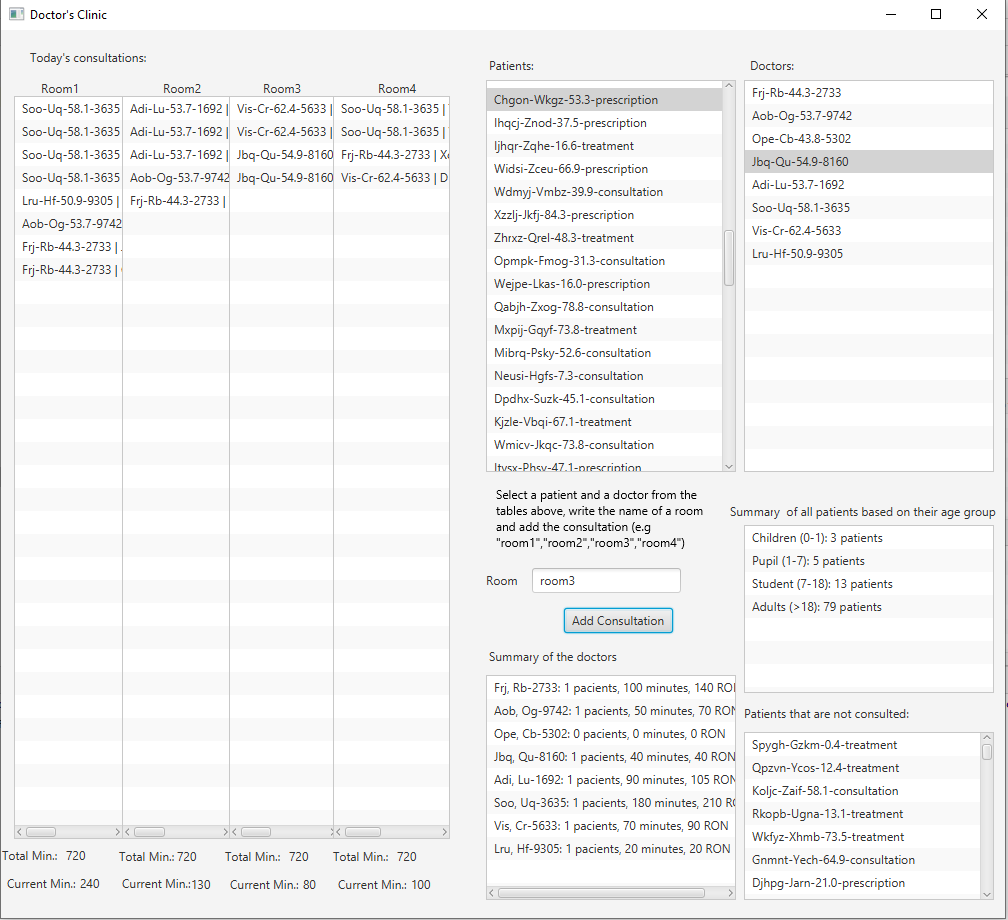 Doctor's Clinic
Today's consultations:
Room1 Room2 Room3 Room4
Soo-Uq-58.1-3635 Adi-Lu-53.7-1692 | Vis-Cr-62.4-5633 | Soo-Uq-58.1-3635 |
Soo-Uq-58.1-3635 Adi-Lu-53.7-1692 | Vis-Cr-62.4-5633 | Soo-Uq-58.1-3635 |
Soo-Uq-58.1-3635 Adi-Lu-53.7-1692 | Jbq-Qu-54.9-8160 Frj-Rb-44.3-2733 |
Soo-Uq-58.1-3635 Aob-Og-53.7-9742 Jbq-Qu-54.9-8160 Vis-Cr-62.4-5633 | D
Lru-Hf-50.9-9305 | Frj-Rb-44.3-2733 |
Aob-Og-53.7-9742
Frj-Rb-44.3-2733 |
Frj-Rb-44.3-2733 |
Total Min.: 720 Total Min.: 720 Total Min.: 720 Total Min.: 720
Current Min.: 240 Current Min.:130 Current Min.: 80 Current Min.: 100
Patients:
Chgon-Wkgz-53.3-prescription
Ihqcj-Znod-37.5-prescription
Ijhqr-Zqhe-16.6-treatment
Widsi-Zceu-66.9-prescription
Wdmyj-Vmbz-39.9-consultation
Xzzlj-Jkfj-84.3-prescription
Zhrxz-Qrel-48.3-treatment
Opmpk-Fmog-31.3-consultation
Wejpe-Lkas-16.0-prescription
Qabjh-Zxog-78.8-consultation
Mxpij-Gqyf-73.8-treatment
Mibrq-Psky-52.6-consultation
Neusi-Hgfs-7.3-consultation
Dpdhx-Suzk-45.1-consultation
Kjzle-Vbqi-67.1-treatment
Wmicv-Jkqc-73.8-consultation
Itvsx-Phsv-47.1-prescription
Doctors:
Frj-Rb-44.3-2733
Aob-Og-53.7-9742
Ope-Cb-43.8-5302
Jbq-Qu-54.9-8160
Adi-Lu-53.7-1692
Soo-Uq-58.1-3635
Vis-Cr-62.4-5633
Lru-Hf-50.9-9305
Select a patient and a doctor from the
tables above, write the name of a room
and add the consultation (e.g
"room1","room2","room3","room4")
Room room3
Add Consultation
Summary of the doctors
Frj, Rb-2733: 1 pacients, 100 minutes, 140 RON
Aob, Og-9742: 1 pacients, 50 minutes, 70 RON
Ope, Cb-5302: 0 pacients, 0 minutes, 0 RON
Jbq, Qu-8160: 1 pacients, 40 minutes, 40 RON
Adi, Lu-1692: 1 pacients, 90 minutes, 105 RON
Soo, Uq-3635: 1 pacients, 180 minutes, 210 R
Vis, Cr-5633: 1 pacients, 70 minutes, 90 RON
Lru, Hf-9305: 1 pacients, 20 minutes, 20 RON
Summary of all patients based on their age group
Children (0-1): 3 patients
Pupil (1-7): 5 patients
Student (7-18): 13 patients
Adults (>18): 79 patients
Patients that are not consulted:
Spygh-Gzkm-0.4-treatment
Qpzvn-Ycos-12.4-treatment
Koljc-Zaif-58.1-consultation
Rkopb-Ugna-13.1-treatment
Wkfyz-Xhmb-73.5-treatment
Gnmnt-Yech-64.9-consultation
Djhpg-Jarn-21.0-prescription